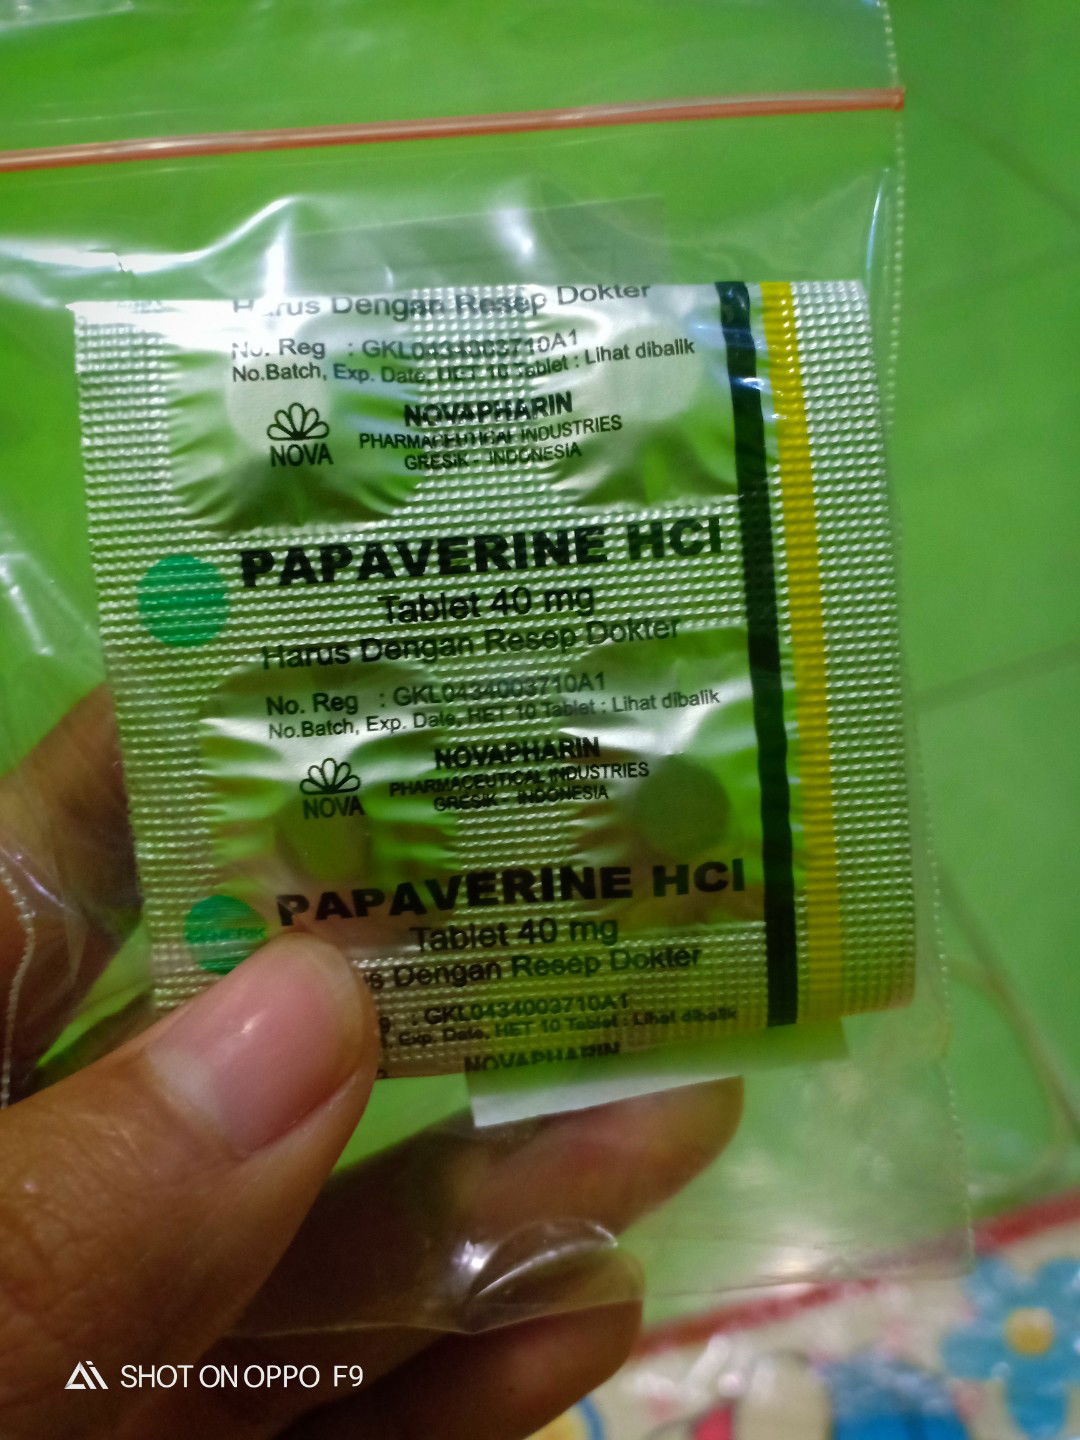 Harus Dengan Resep Dokter
No. Reg : GKL0434003710A1
No.Batch, Exp. Date, HET 10 Tablet : Lihat dibalik
NOVA
NOVAPHARIN
PHARMACEUTICAL INDUSTRIES
GRESIK - INDONESIA
PAPAVERINE HCl
Tablet 40 mg
Harus Dengan Resep Dokter
No. Reg : GKL0434003710A1
No.Batch, Exp. Date, HET 10 Tablet : Lihat dibalik
NOVA
NOVAPHARIN
PHARMACEUTICAL INDUSTRIES
GRESIK - INDONESIA
GENERIK
PAPAVERINE HCl
Tablet 40 mg
Dengan Resep Dokter
: GKL0434003710A1
Exp. Date, HET 10 Tablet : Lihat dibalik
NOVAPHARIN
SHOT ON OPPO F9